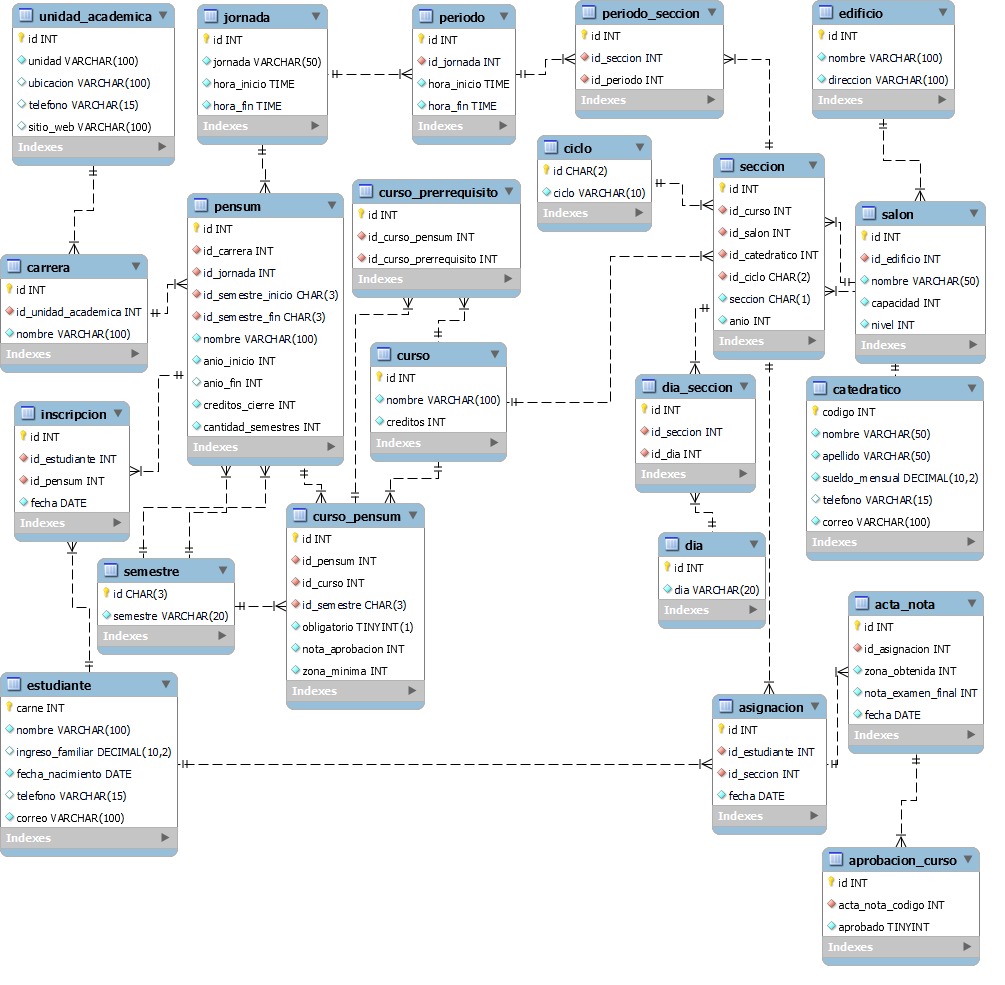 unidad_academica
id INT
unidad VARCHAR(100)
ubicacion VARCHAR(100)
telefono VARCHAR(15)
sitio_web VARCHAR(100)
Indexes
jornada
id INT
jornada VARCHAR(50)
hora_inicio TIME
hora_fin TIME
Indexes
periodo
id INT
id_jornada INT
hora_inicio TIME
hora_fin TIME
Indexes
periodo_seccion
id INT
id_seccion INT
id_periodo INT
Indexes
edificio
id INT
nombre VARCHAR(100)
direccion VARCHAR(100)
Indexes
ciclo
id CHAR(2)
ciclo VARCHAR(10)
Indexes
seccion
id INT
id_curso INT
id_salon INT
id_catedratico INT
id_ciclo CHAR(2)
seccion CHAR(1)
anio INT
Indexes
salon
id INT
id_edificio INT
nombre VARCHAR(50)
capacidad INT
nivel INT
Indexes
pensum
id INT
id_carrera INT
id_jornada INT
id_semestre_inicio CHAR(3)
id_semestre_fin CHAR(3)
nombre VARCHAR(100)
anio_inicio INT
anio_fin INT
creditos_cierre INT
cantidad_semestres INT
Indexes
curso_prerrequisito
id INT
id_curso_pensum INT
id_curso_prerrequisito INT
Indexes
carrera
id INT
id_unidad_academica INT
nombre VARCHAR(100)
Indexes
curso
id INT
nombre VARCHAR(100)
creditos INT
Indexes
dia_seccion
id INT
id_seccion INT
id_dia INT
Indexes
catedratico
codigo INT
nombre VARCHAR(50)
apellido VARCHAR(50)
sueldo_mensual DECIMAL(10,2)
telefono VARCHAR(15)
correo VARCHAR(100)
Indexes
inscripcion
id INT
id_estudiante INT
id_pensum INT
fecha DATE
Indexes
curso_pensum
id INT
id_pensum INT
id_curso INT
id_semestre CHAR(3)
obligatorio TINYINT(1)
nota_aprobacion INT
zona_minima INT
Indexes
dia
id INT
dia VARCHAR(20)
Indexes
semestre
id CHAR(3)
semestre VARCHAR(20)
Indexes
acta_nota
id INT
id_asignacion INT
zona_obtenida INT
nota_examen_final INT
fecha DATE
Indexes
estudiante
carne INT
nombre VARCHAR(100)
ingreso_familiar DECIMAL(10,2)
fecha_nacimiento DATE
telefono VARCHAR(15)
correo VARCHAR(100)
Indexes
asignacion
id INT
id_estudiante INT
id_seccion INT
fecha DATE
Indexes
aprobacion_curso
id INT
acta_nota_codigo INT
aprobado TINYINT
Indexes